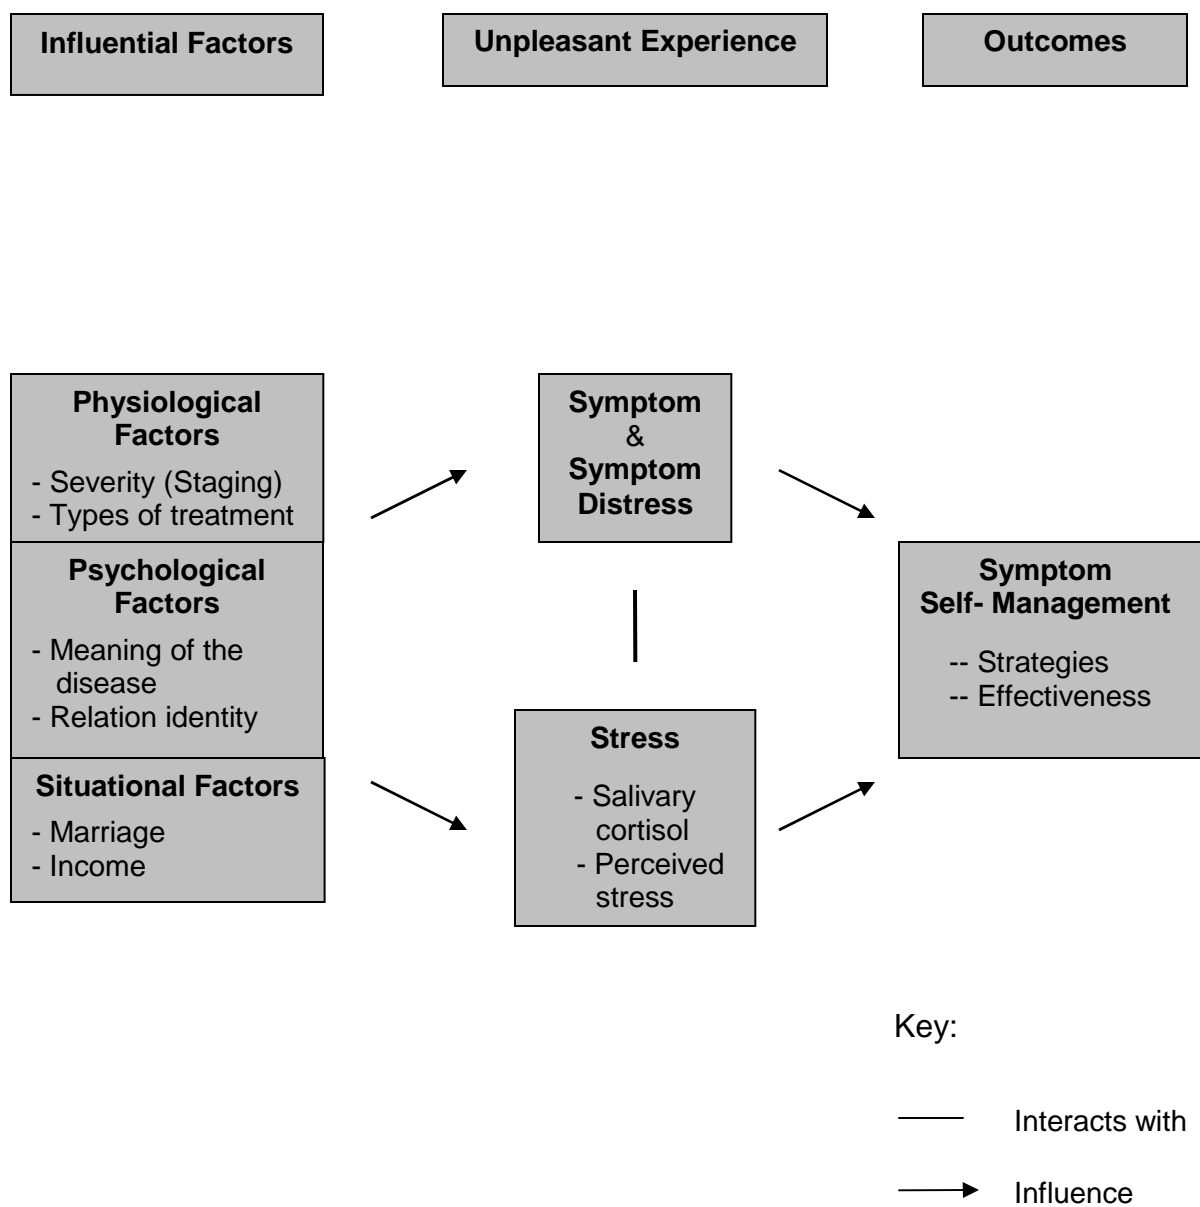 Influential Factors
Unpleasant Experience
Outcomes
Physiological
Factors
- Severity (Staging)
- Types of treatment
Psychological
Factors
- Meaning of the
disease
- Relation identity
Situational Factors
- Marriage
- Income
Symptom
&
Symptom
Distress
Stress
- Salivary
cortisol
- Perceived
stress
Symptom
Self- Management
-- Strategies
-- Effectiveness
Key:
Interacts with
Influence